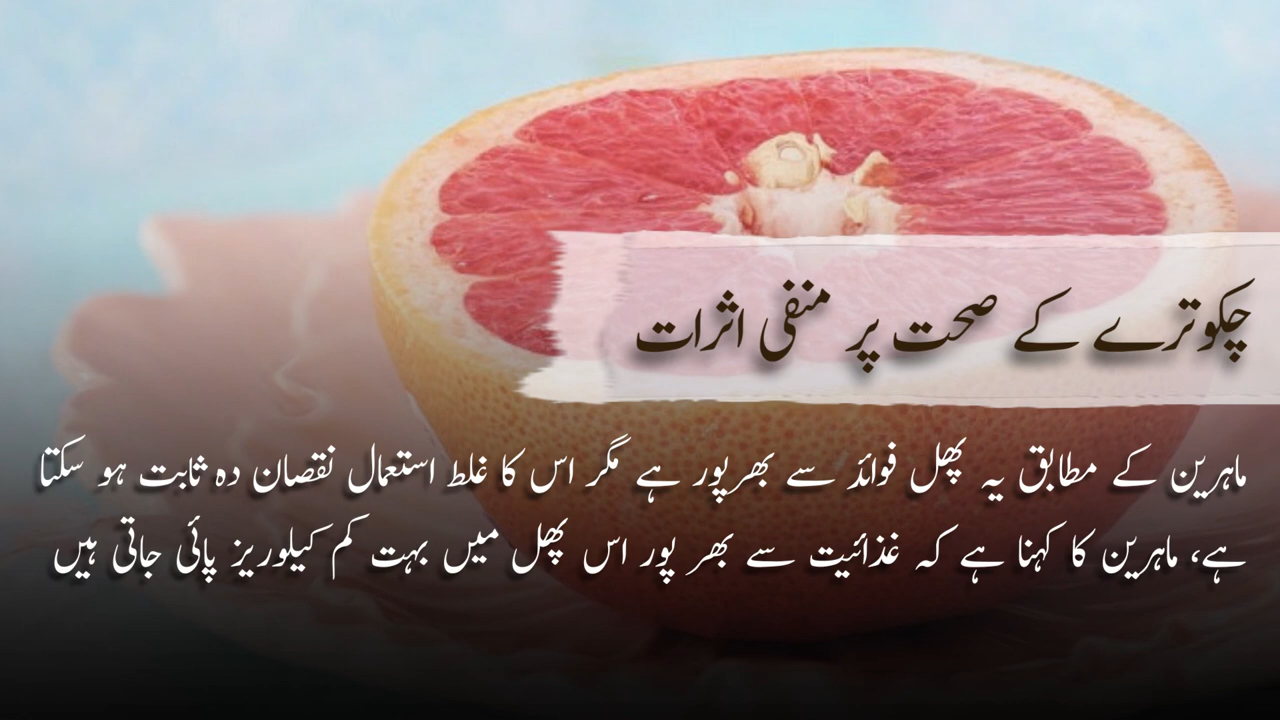 چکوترے کے صحت پر منفی اثرات
ماہرین کے مطابق یہ پھل فوائد سے بھرپور ہے مگر اس کا غلط استعمال نقصان دہ ثابت ہو سکتا
ہے، ماہرین کا کہنا ہے کہ غذائیت سے بھر پور اس پھل میں بہت کم کیلوریز پائی جاتی ہیں